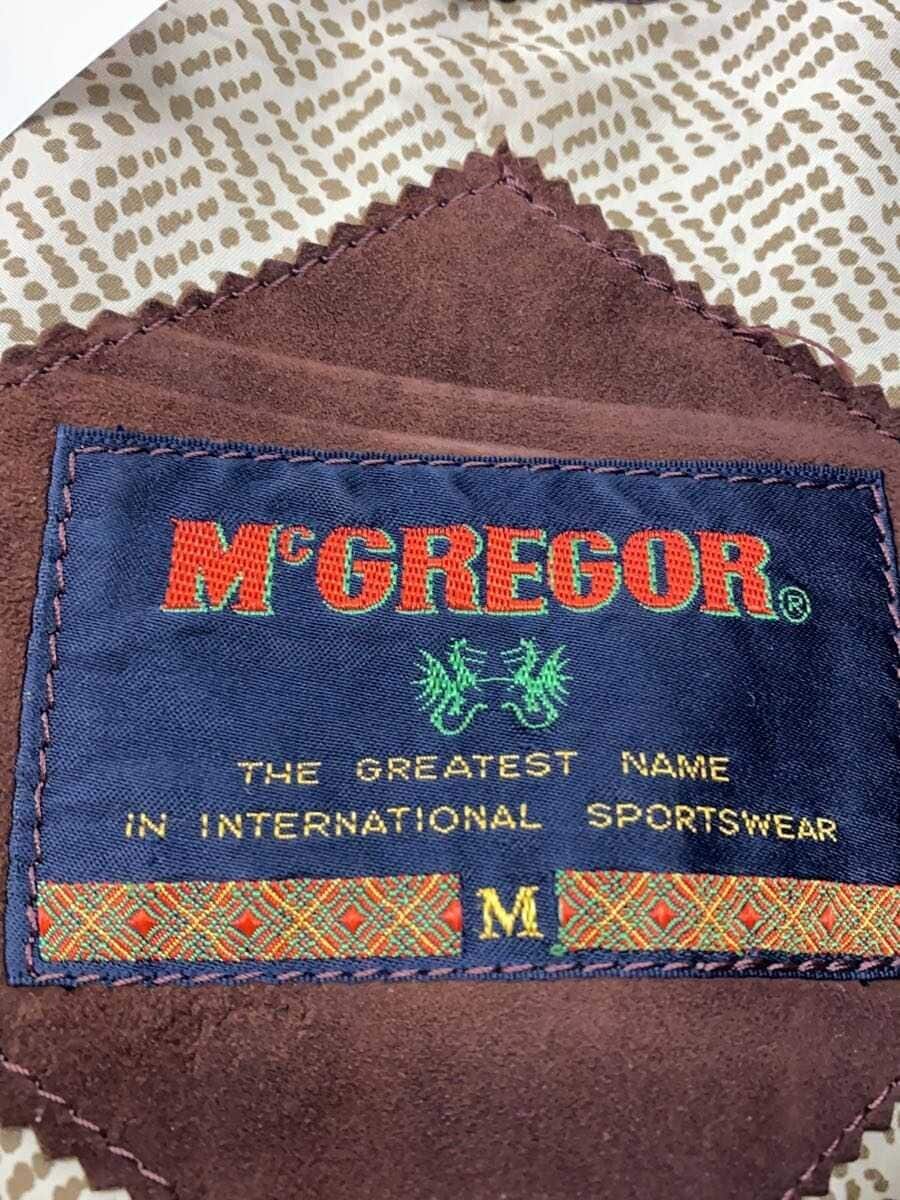 McGREGOR®
THE GREATEST NAME
IN INTERNATIONAL SPORTSWEAR
M